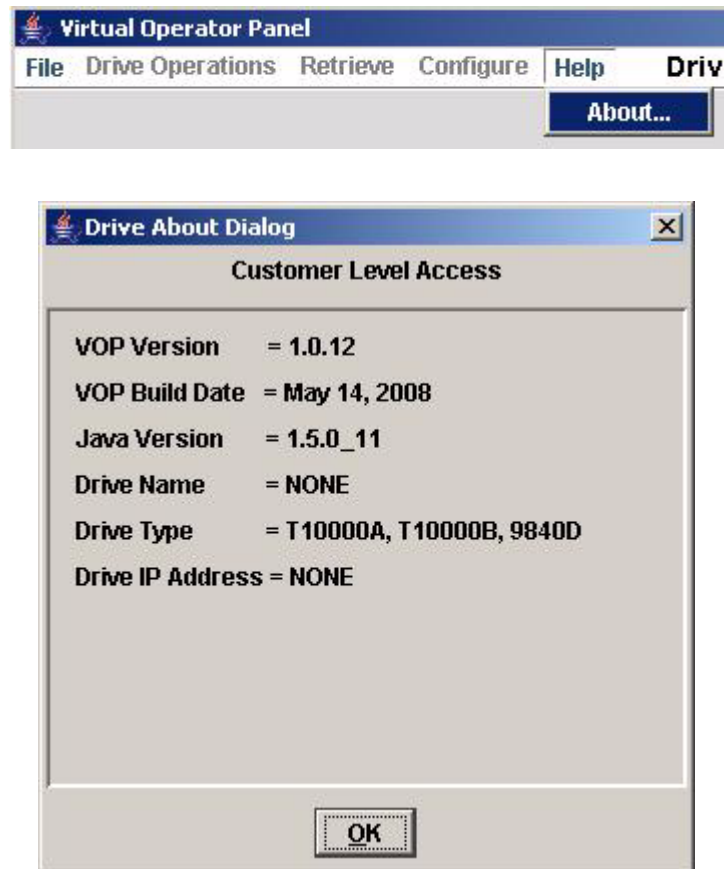 Virtual Operator Panel
File Drive Operations Retrieve Configure Help Driv
About...
Drive About Dialog
Customer Level Access
VOP Version = 1.0.12
VOP Build Date = May 14, 2008
Java Version = 1.5.0_11
Drive Name = NONE
Drive Type = T10000A, T10000B, 9840D
Drive IP Address = NONE
OK